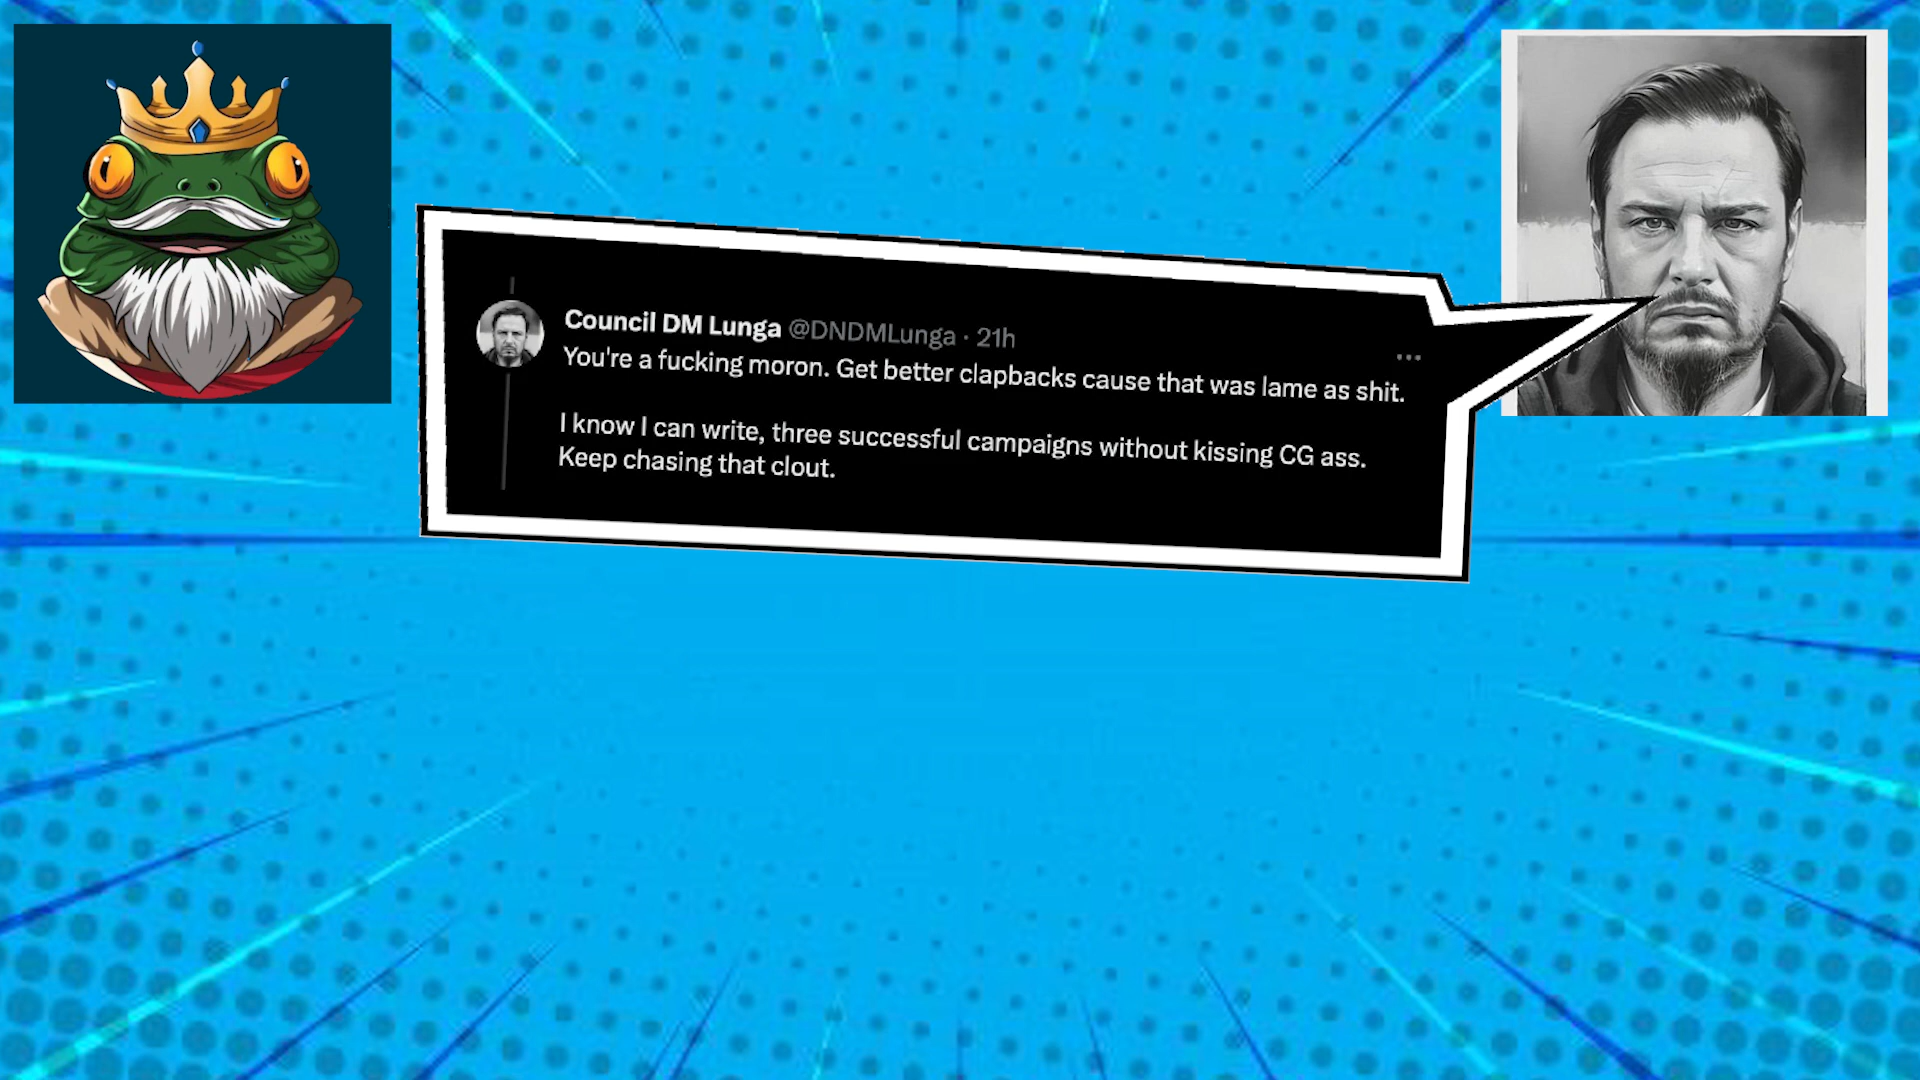 Council DM Lunga @DNDMLunga · 21h
You're a fucking moron. Get better clapbacks cause that was lame as shit.
I know I can write, three successful campaigns without kissing CG ass.
Keep chasing that clout.